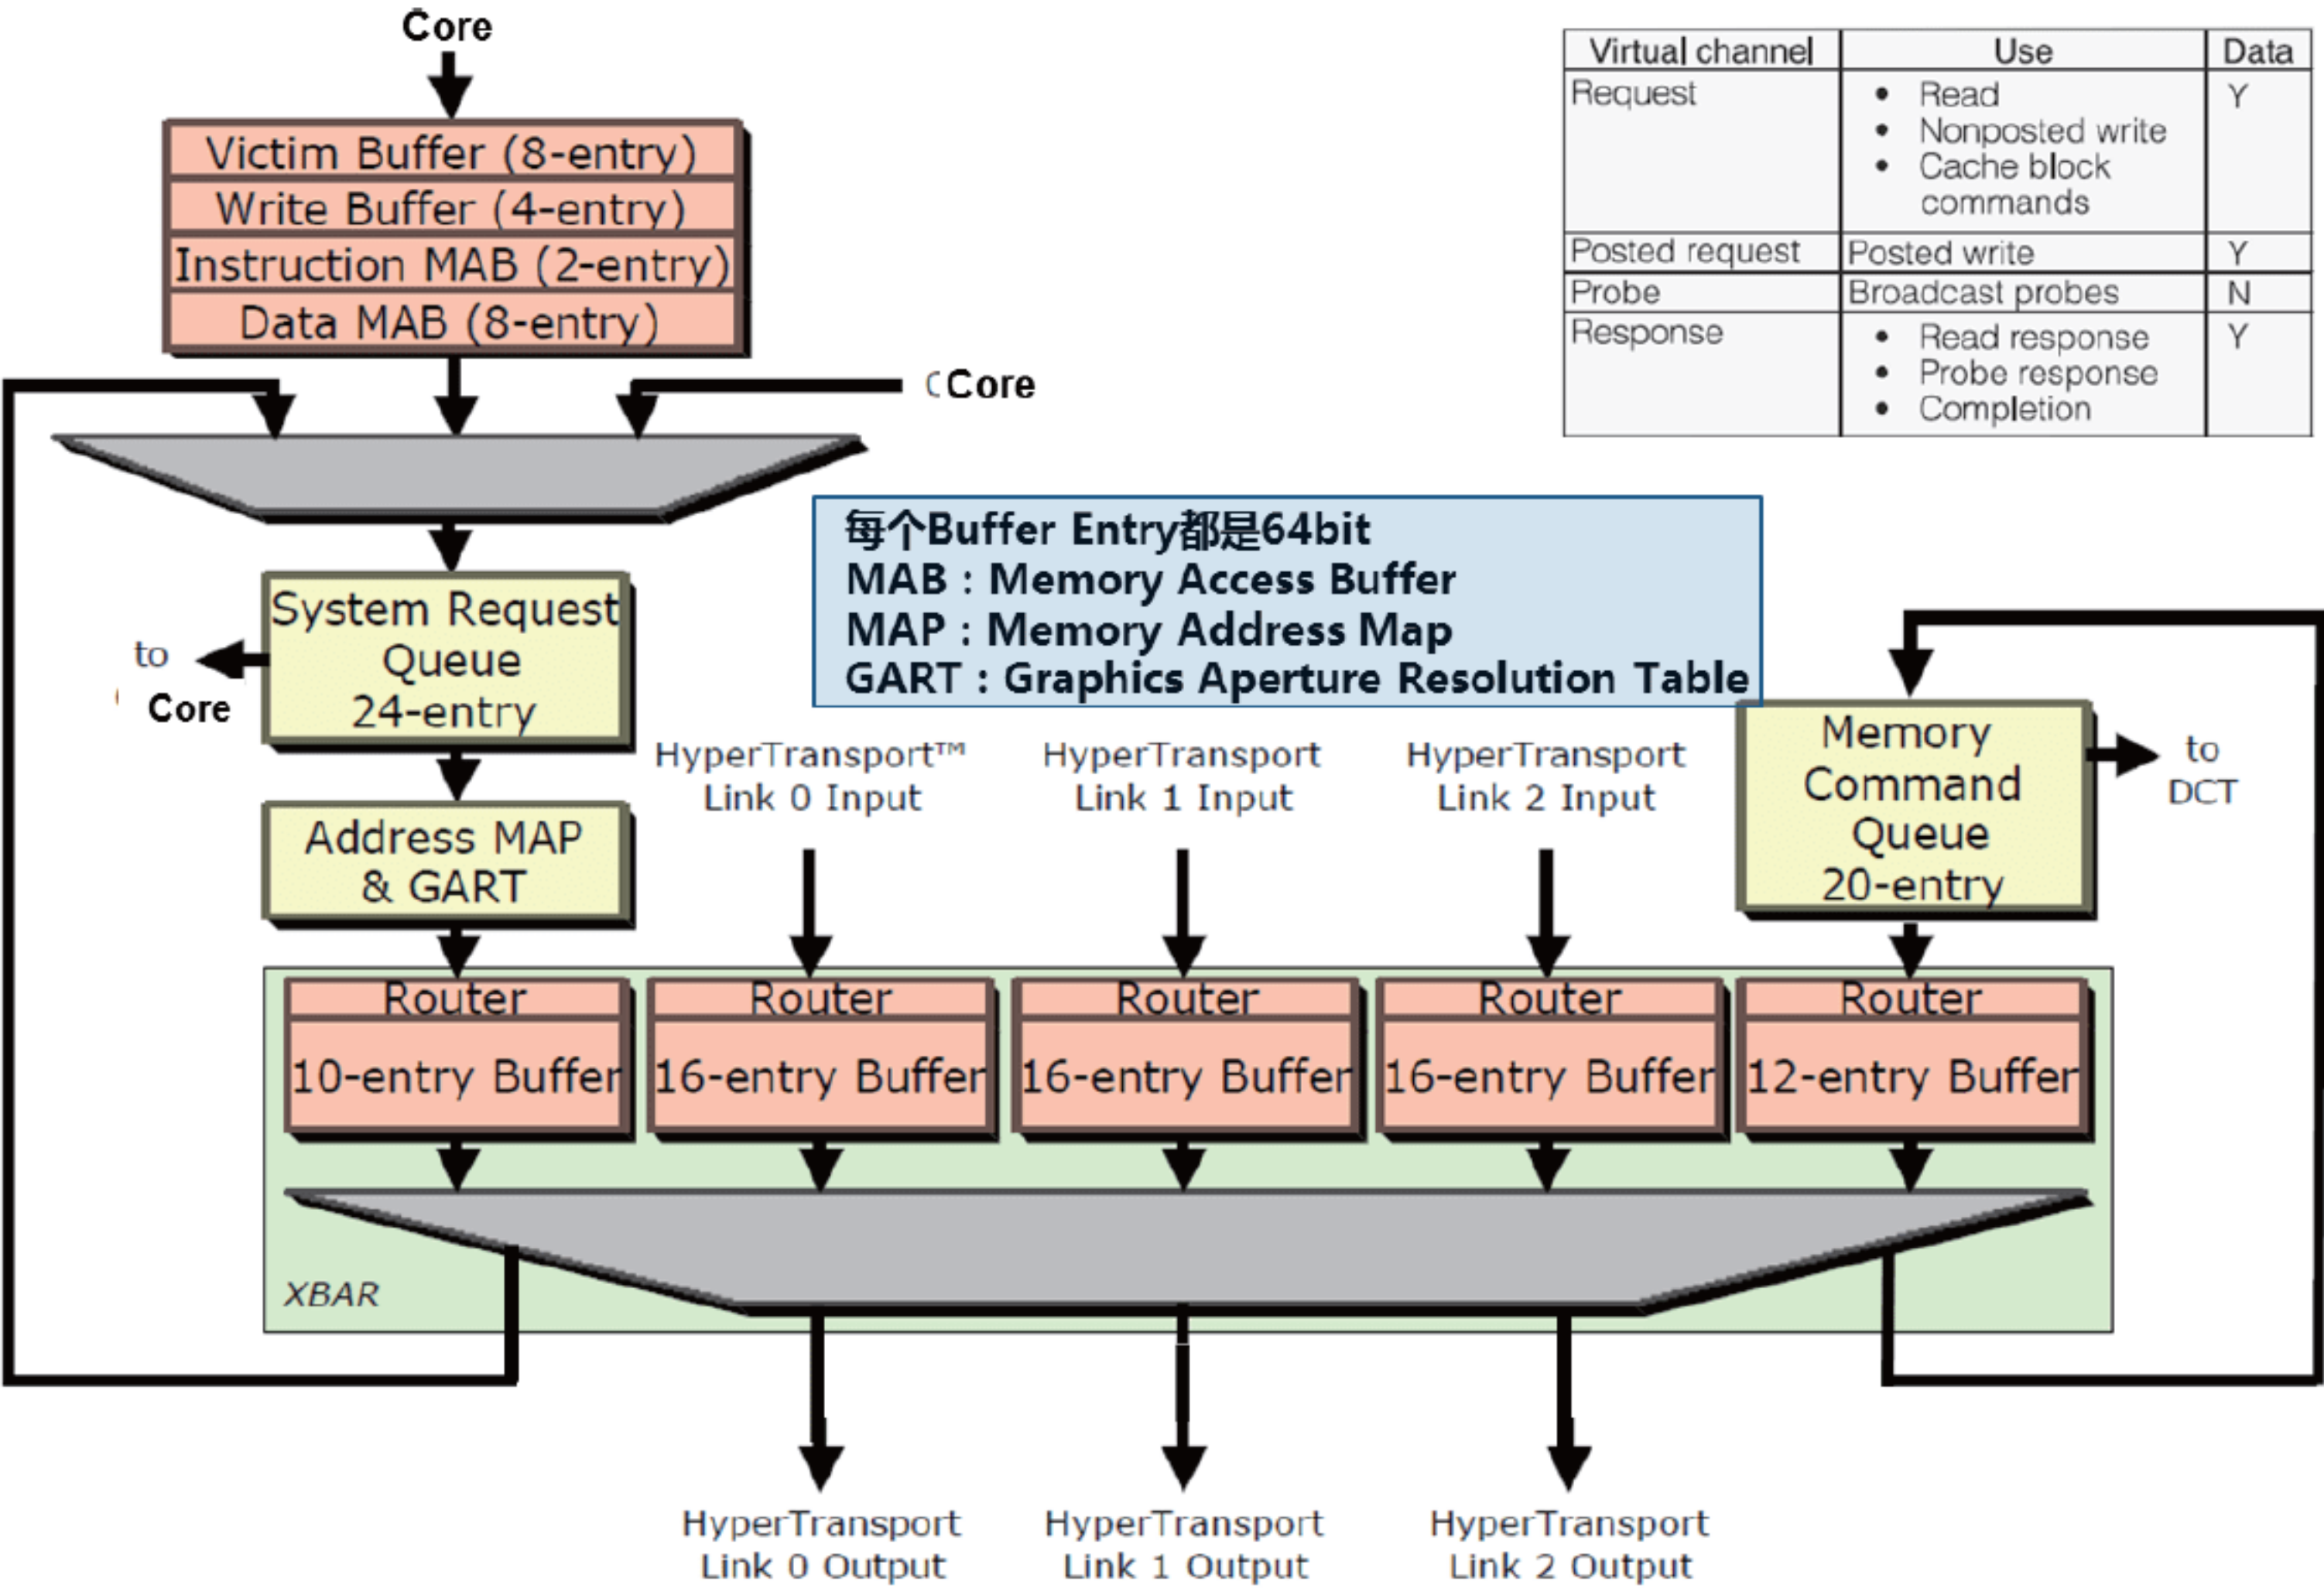 Core
Victim Buffer (8-entry)
Write Buffer (4-entry)
Instruction MAB (2-entry)
Data MAB (8-entry)
Core
System Request
Queue
24-entry
to
Core
Address MAP
& GART
Virtual channel Use Data
Request • Read Y
• Nonposted write
• Cache block
commands
Posted request Posted write Y
Probe Broadcast probes N
Response • Read response Y
• Probe response
• Completion
每个Buffer Entry都是64bit
MAB : Memory Access Buffer
MAP : Memory Address Map
GART : Graphics Aperture Resolution Table
HyperTransport™
Link 0 Input
HyperTransport
Link 1 Input
HyperTransport
Link 2 Input
Memory
Command
Queue
20-entry
to
DCT
Router
10-entry Buffer
Router
16-entry Buffer
Router
16-entry Buffer
Router
16-entry Buffer
Router
12-entry Buffer
XBAR
HyperTransport
Link 0 Output
HyperTransport
Link 1 Output
HyperTransport
Link 2 Output